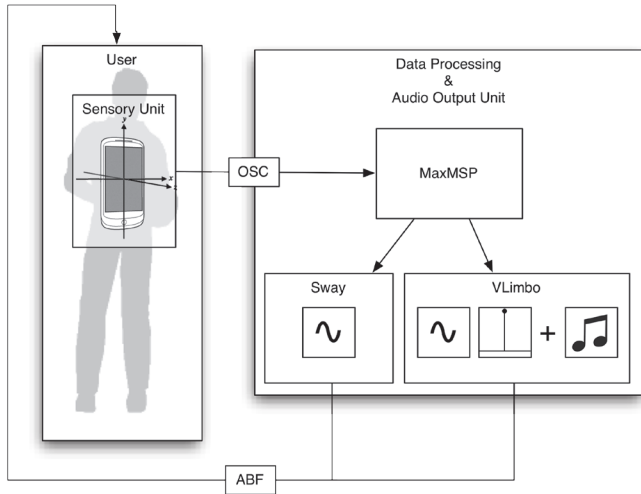 User
Sensory Unit
y
x
z
OSC
Data Processing
&
Audio Output Unit
MaxMSP
Sway
VLimbo
+
ABF